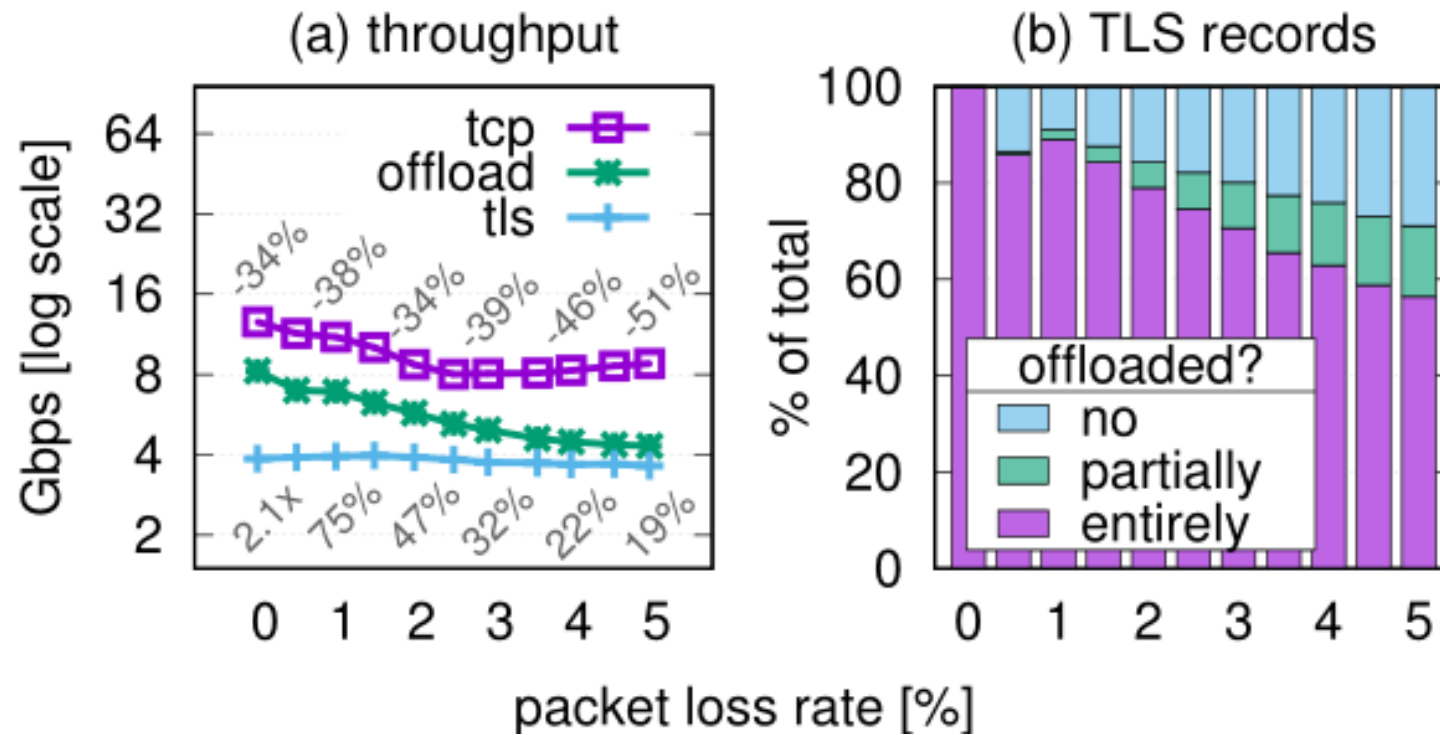 (a) throughput
Gbps [log scale]
64
32
16
8
4
2
tcp
offload
tls
-34%
-38%
-34%
-39%
-46%
-51%
2.1x
75%
47%
32%
22%
19%
0 1 2 3 4 5
(b) TLS records
% of total
100
80
60
40
20
0
offloaded?
no
partially
entirely
0 1 2 3 4 5
packet loss rate [%]